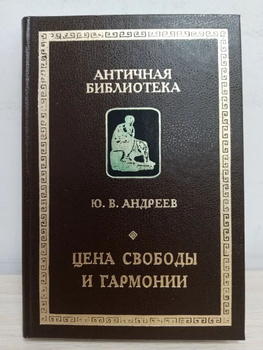 АНТИЧНАЯ
БИБЛИОТЕКА
Ю. В. АНДРЕЕВ
ЦЕНА СВОБОДЫ
И ГАРМОНИИ